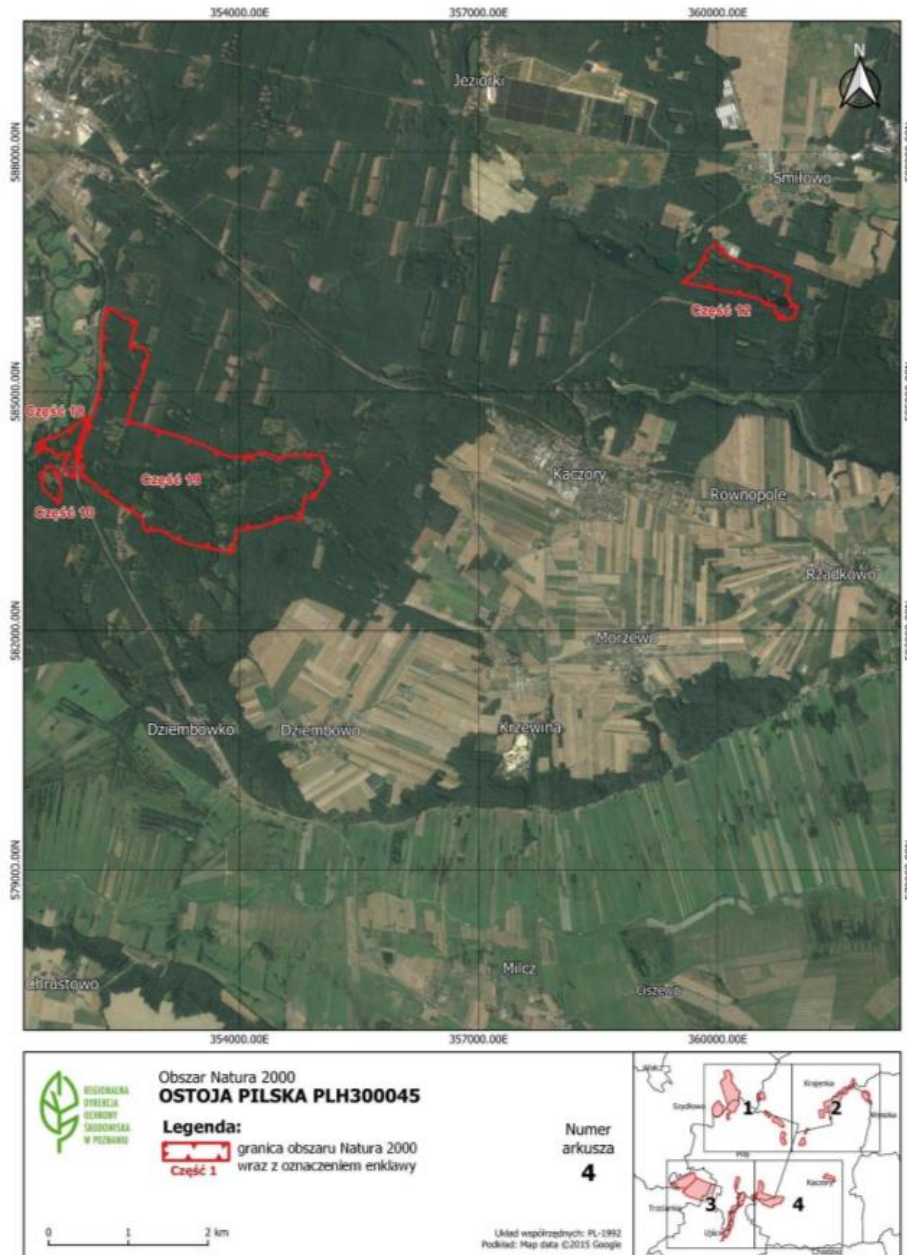 354000.00E 357000.00E 360000.00E
Jeziorki
N
588000.00N
Śmiłowo
Część 12
585000.00N
Część 18
Kaczory
Część 19
Równopole
Część 10
Rzadkowo
582000.00N
Morzewo
Dziembówko
Dziembowo
Krzewina
579000.00N
Milcz
Chrustowo
Ciszewo
354000.00E 357000.00E 360000.00E
REGIONALNA
DYREKCJA
OCHRONY
ŚRODOWISKA
W POZNANIU
Obszar Natura 2000
OSTOJA PILSKA PLH300045
Legenda:
granica obszaru Natura 2000
wraz z oznaczeniem enklawy
Część 1
0 1 2 km
Numer
arkusza
4
Układ współrzędnych: PL-1992
Podkład: Map data ©2015 Google
Krajenka
Szydłowo
1
2
Wysoka
Piła
Kaczory
Trzcianka
3
4
Ujście